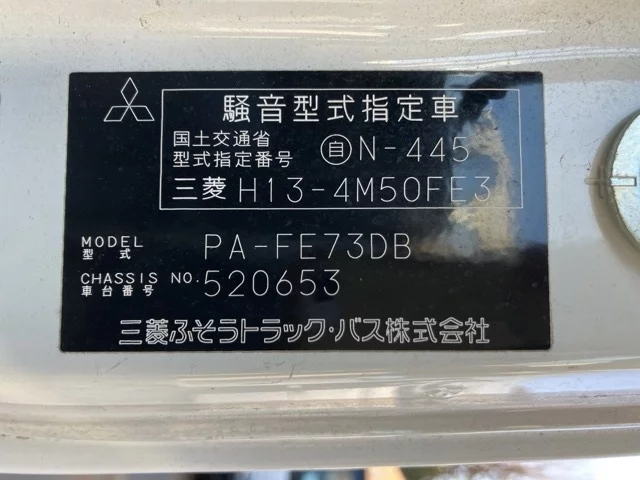 騒音型式指定車
国土交通省
型式指定番号 自N-445
三菱 H13-4M50FE3
MODEL
型式 PA-FE73DB
CHASSIS NO.
車台番号 520653
三菱ふそうトラック・バス株式会社